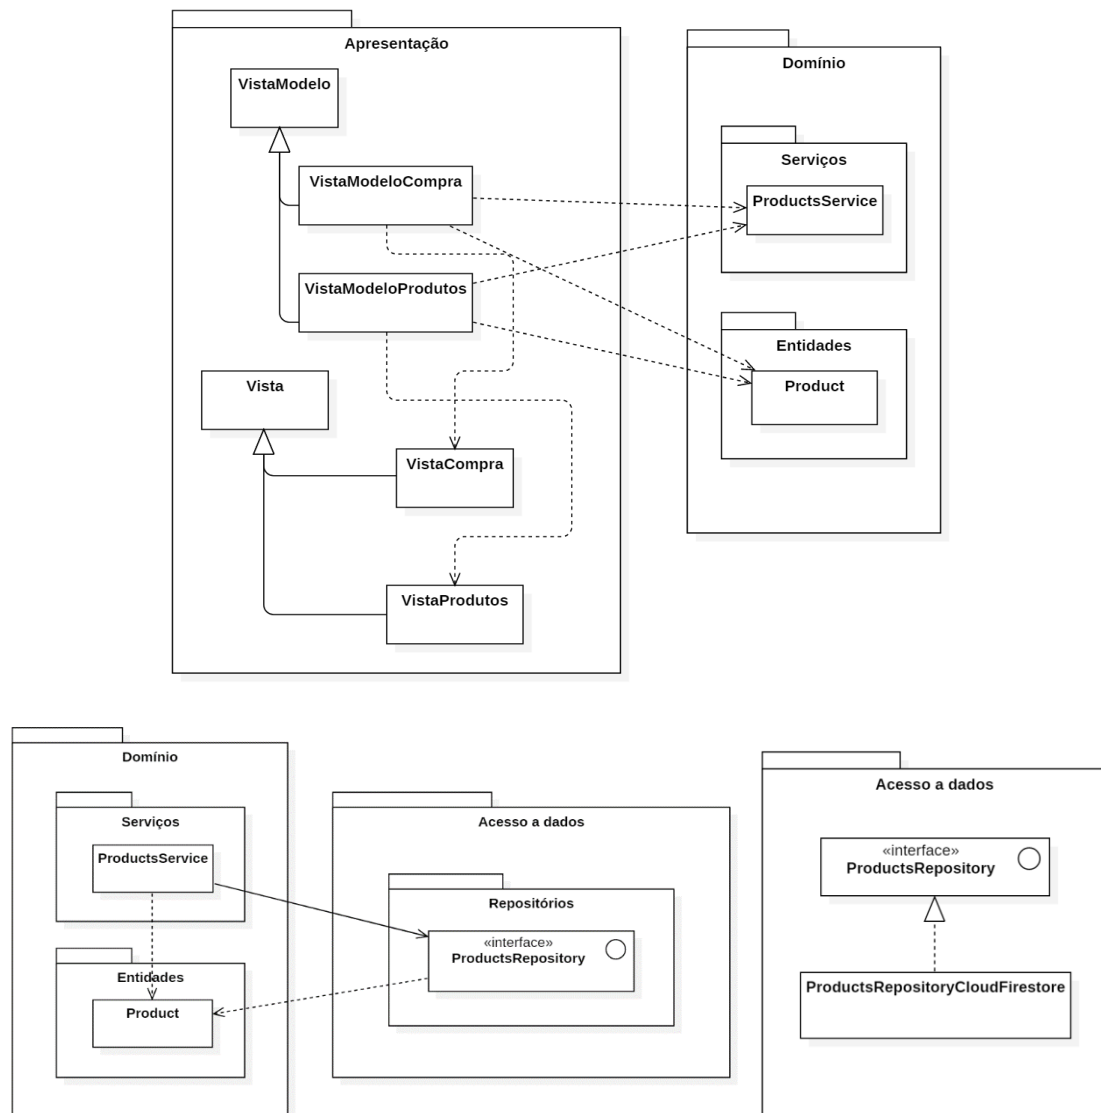 Apresentação
VistaModelo
VistaModeloCompra
VistaModeloProdutos
Vista
VistaCompra
VistaProdutos
Domínio
Serviços
ProductsService
Entidades
Product
Domínio
Serviços
ProductsService
Entidades
Product
Acesso a dados
Repositórios
«interface»
ProductsRepository
Acesso a dados
«interface»
ProductsRepository
ProductsRepositoryCloudFirestore